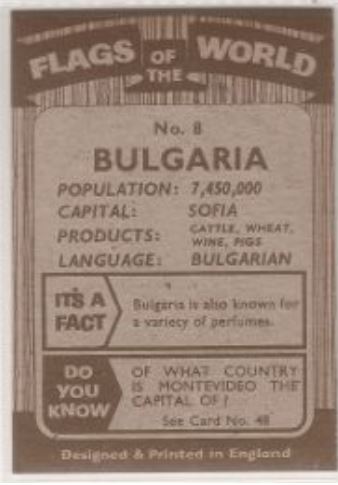 FLAGS OF THE WORLD
No. 8
BULGARIA
POPULATION: 7,450,000
CAPITAL: SOFIA
PRODUCTS: CATTLE, WHEAT,
WINE, PIGS
LANGUAGE: BULGARIAN
IT'S A
FACT
Bulgaria is also known for
a variety of perfumes.
DO
YOU
KNOW
OF WHAT COUNTRY
IS MONTEVIDEO THE
CAPITAL OF?
See Card No. 48
Designed & Printed in England